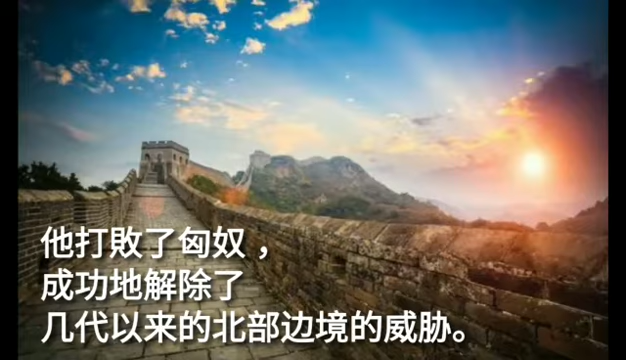 他打敗了匈奴，
成功地解除了
几代以来的北部边境的威胁。